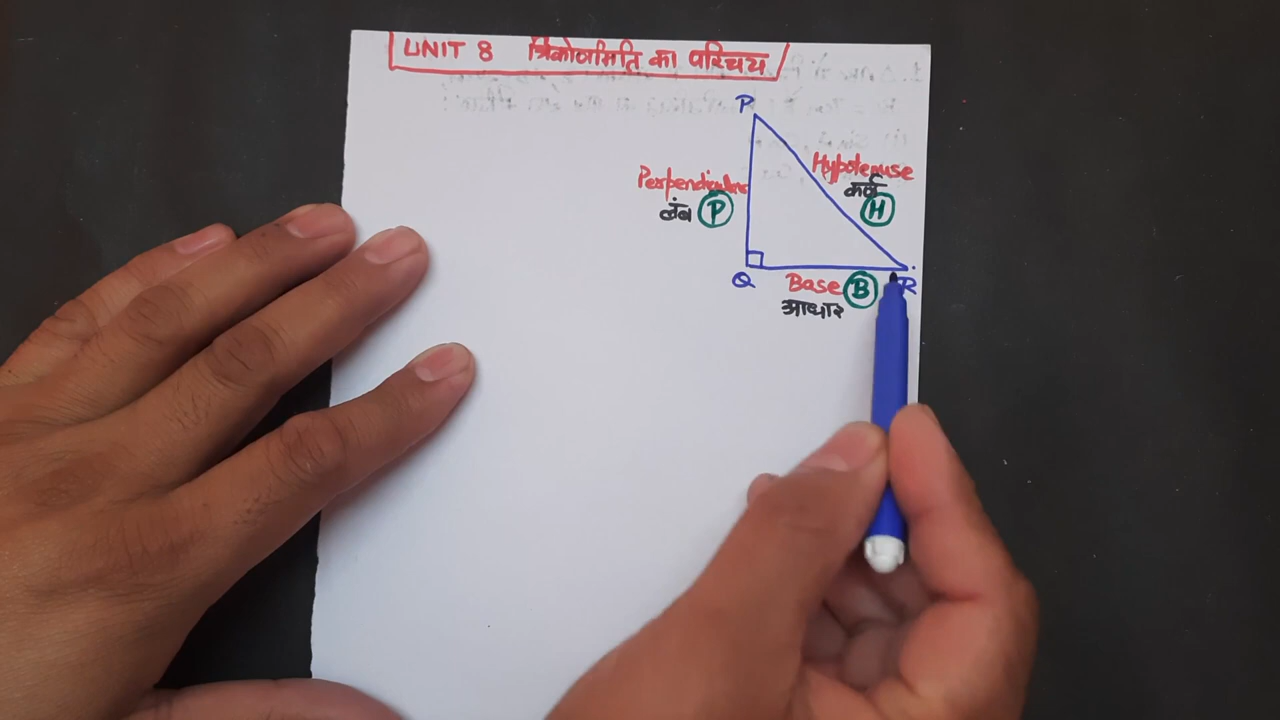 UNIT 8 त्रिकोणमिति का परिचय
P
Hypotenuse
कर्ण
H
Perpendicular
लंब P
Q
Base B
आधार
R